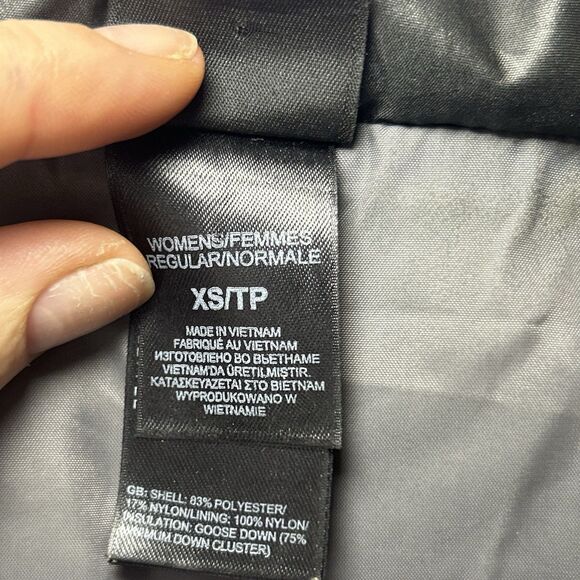 WOMENS/FEMMES
REGULAR/NORMALE
XS/TP
MADE IN VIETNAM
FABRIQUÉ AU VIETNAM
ИЗГОТОВЛЕНО ВО ВЬЕТНАМЕ
VIETNAM'DA ÜRETILMIŞTIR.
ΚΑΤΑΣΚΕΥΑΖΕΤΑΙ ΣΤΟ ΒΙΕΤΝΑΜ
WYPRODUKOWANO W
WIETNAMIE
GB: SHELL: 83% POLYESTER/
17% NYLON/LINING: 100% NYLON/
INSULATION: GOOSE DOWN (75%
MINIMUM DOWN CLUSTER)